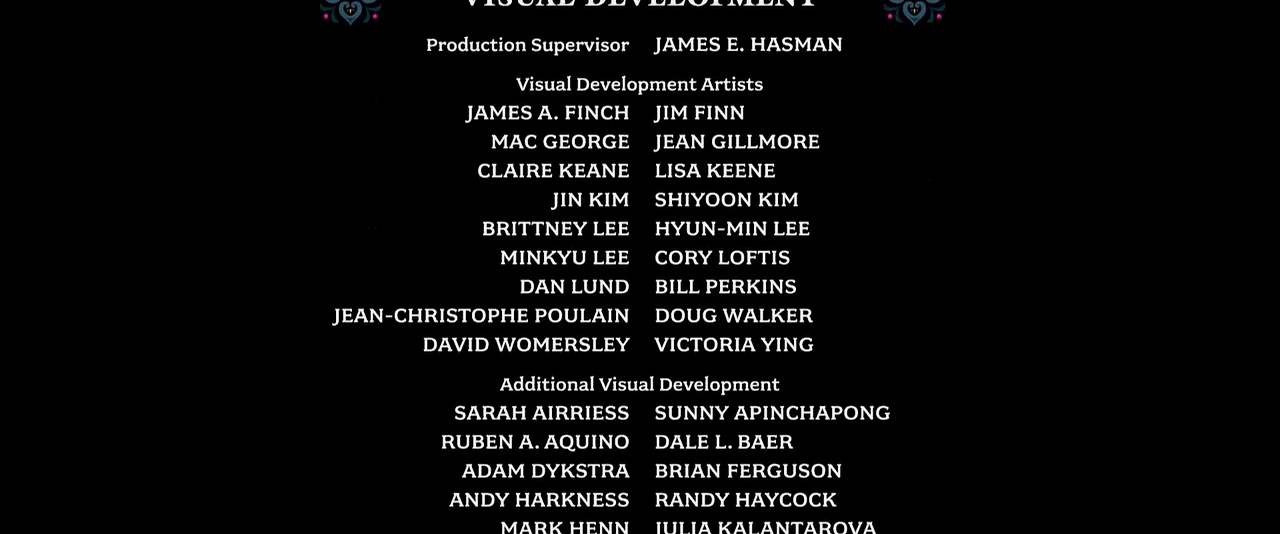 VISUAL DEVELOPMENT
Production Supervisor JAMES E. HASMAN
Visual Development Artists
JAMES A. FINCH JIM FINN
MAC GEORGE JEAN GILLMORE
CLAIRE KEANE LISA KEENE
JIN KIM SHIYOON KIM
BRITTNEY LEE HYUN-MIN LEE
MINKYU LEE CORY LOFTIS
DAN LUND BILL PERKINS
JEAN-CHRISTOPHE POULAIN DOUG WALKER
DAVID WOMERSLEY VICTORIA YING
Additional Visual Development
SARAH AIRRIESS SUNNY APINCHAPONG
RUBEN A. AQUINO DALE L. BAER
ADAM DYKSTRA BRIAN FERGUSON
ANDY HARKNESS RANDY HAYCOCK
MARK HENN JULIA KALANTAROVA